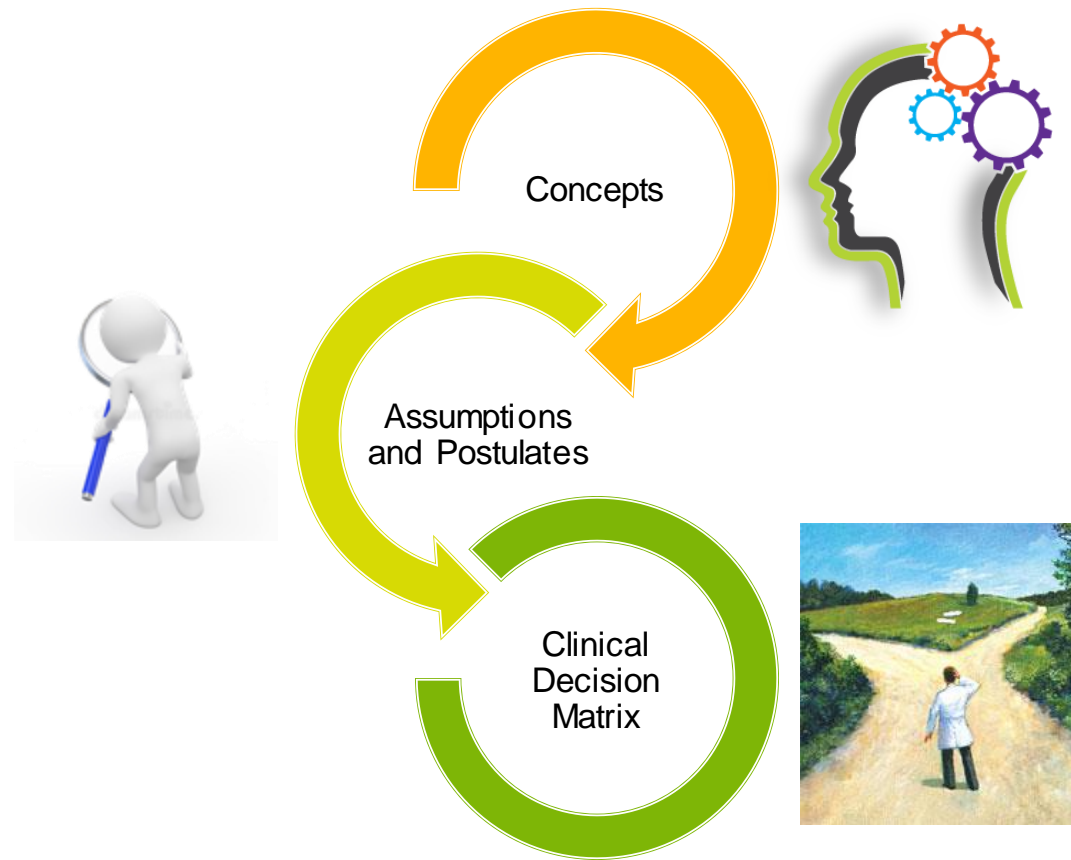 Concepts
Assumptions
and Postulates
Clinical
Decision
Matrix